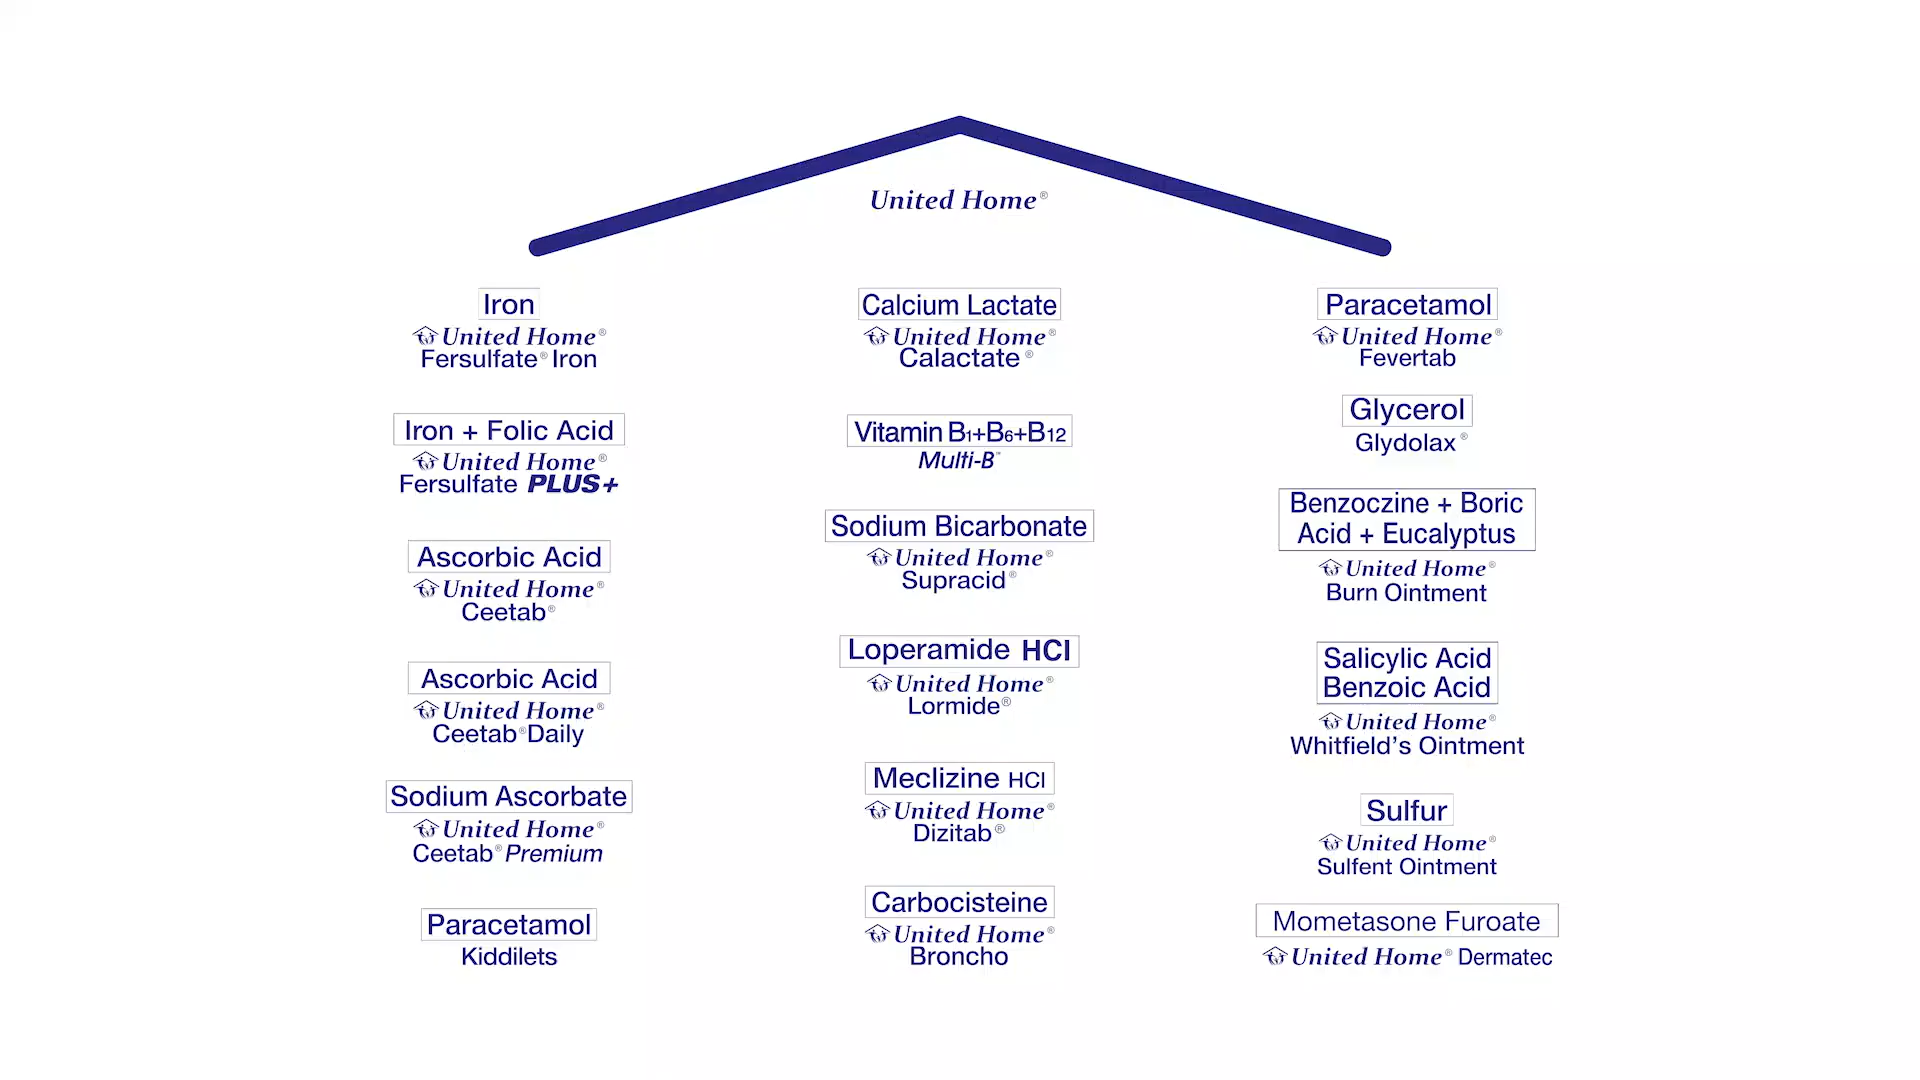 United Home®
Iron
United Home®
Fersulfate® Iron
Iron + Folic Acid
United Home®
Fersulfate PLUS+
Ascorbic Acid
United Home®
Ceetab®
Ascorbic Acid
United Home®
Ceetab® Daily
Sodium Ascorbate
United Home®
Ceetab® Premium
Paracetamol
Kiddilets
Calcium Lactate
United Home®
Calactate®
Vitamin B1+B6+B12
Multi-B™
Sodium Bicarbonate
United Home®
Supracid®
Loperamide HCl
United Home®
Lormide®
Meclizine HCl
United Home®
Dizitab®
Carbocisteine
United Home®
Broncho
Paracetamol
United Home®
Fevertab
Glycerol
Glydolax®
Benzoczine + Boric
Acid + Eucalyptus
United Home®
Burn Ointment
Salicylic Acid
Benzoic Acid
United Home®
Whitfield's Ointment
Sulfur
United Home®
Sulfent Ointment
Mometasone Furoate
United Home® Dermatec